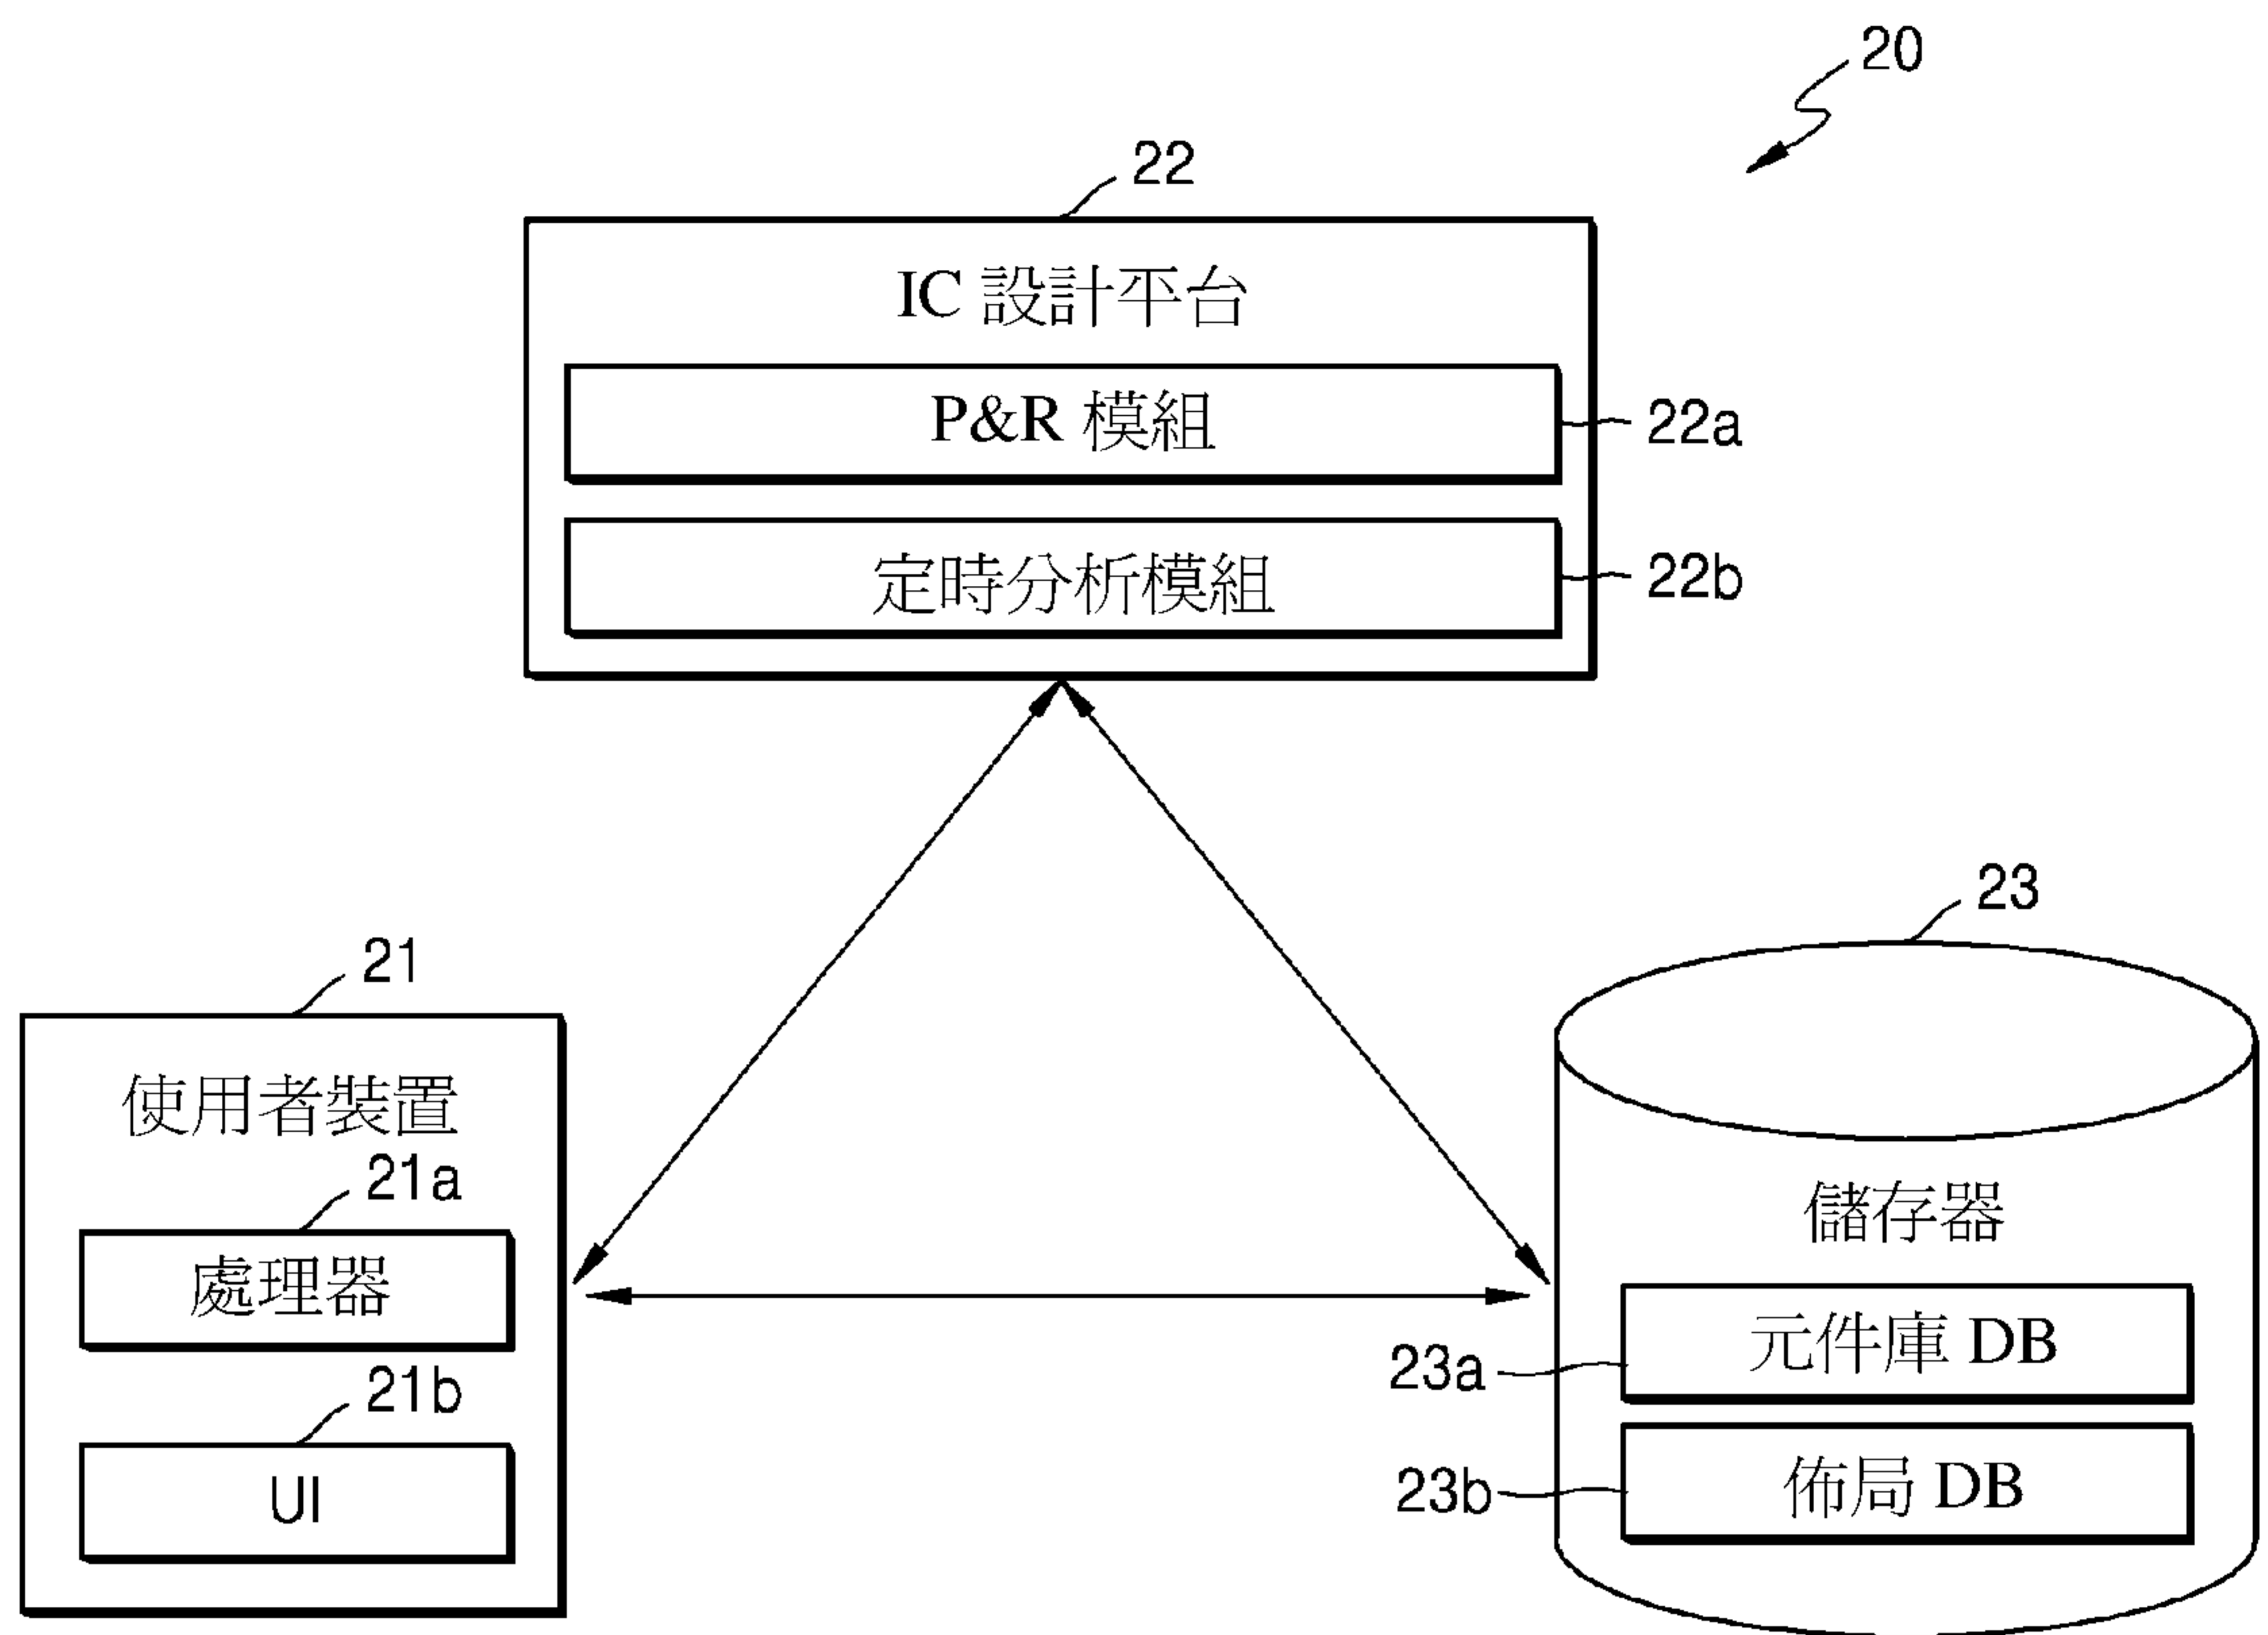 20
22
IC 設計平台
P&R 模組
22a
定時分析模組
22b
23
21
使用者裝置
21a
處理器
21b
UI
儲存器
元件庫 DB
23a
佈局 DB
23b